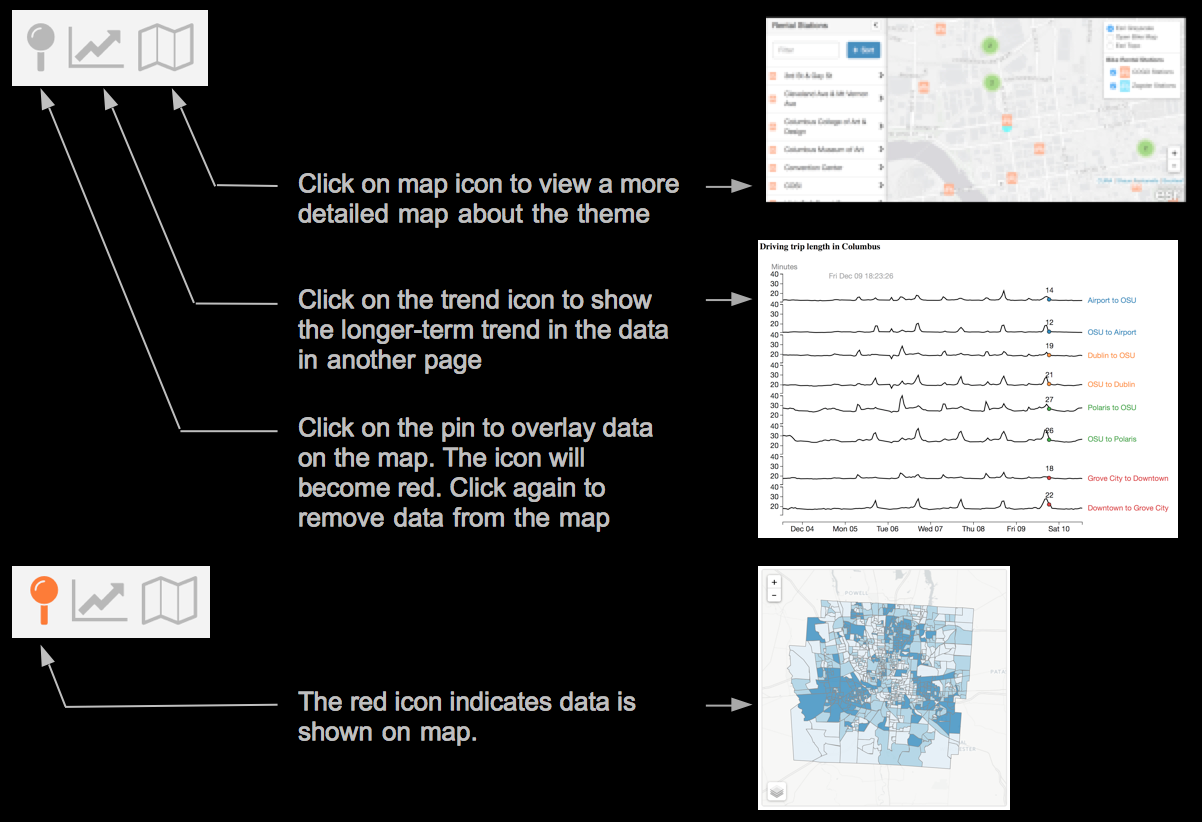 Rental Stations
Filter
Sort
3rd St & Gay St
Cleveland Ave & Mt Vernon
Ave
Columbus College of Art &
Design
Columbus Museum of Art
Convention Center
COSI
Esri Greyscale
Open Bike Map
Esri Topo
Bike Rental Stations
COGO Stations
Zagster Stations
esri
Click on map icon to view a more
detailed map about the theme
Driving trip length in Columbus
Minutes
Fri Dec 09 18:23:26
40
30
20
14
Airport to OSU
40
30
20
12
OSU to Airport
40
30
20
19
Dublin to OSU
40
30
20
21
OSU to Dublin
40
30
20
27
Polaris to OSU
40
30
20
26
OSU to Polaris
40
30
20
18
Grove City to Downtown
40
30
20
22
Downtown to Grove City
Dec 04 Mon 05 Tue 06 Wed 07 Thu 08 Fri 09 Sat 10
Click on the trend icon to show
the longer-term trend in the data
in another page
Click on the pin to overlay data
on the map. The icon will
become red. Click again to
remove data from the map
The red icon indicates data is
shown on map.
+
−
POWELL
PATA